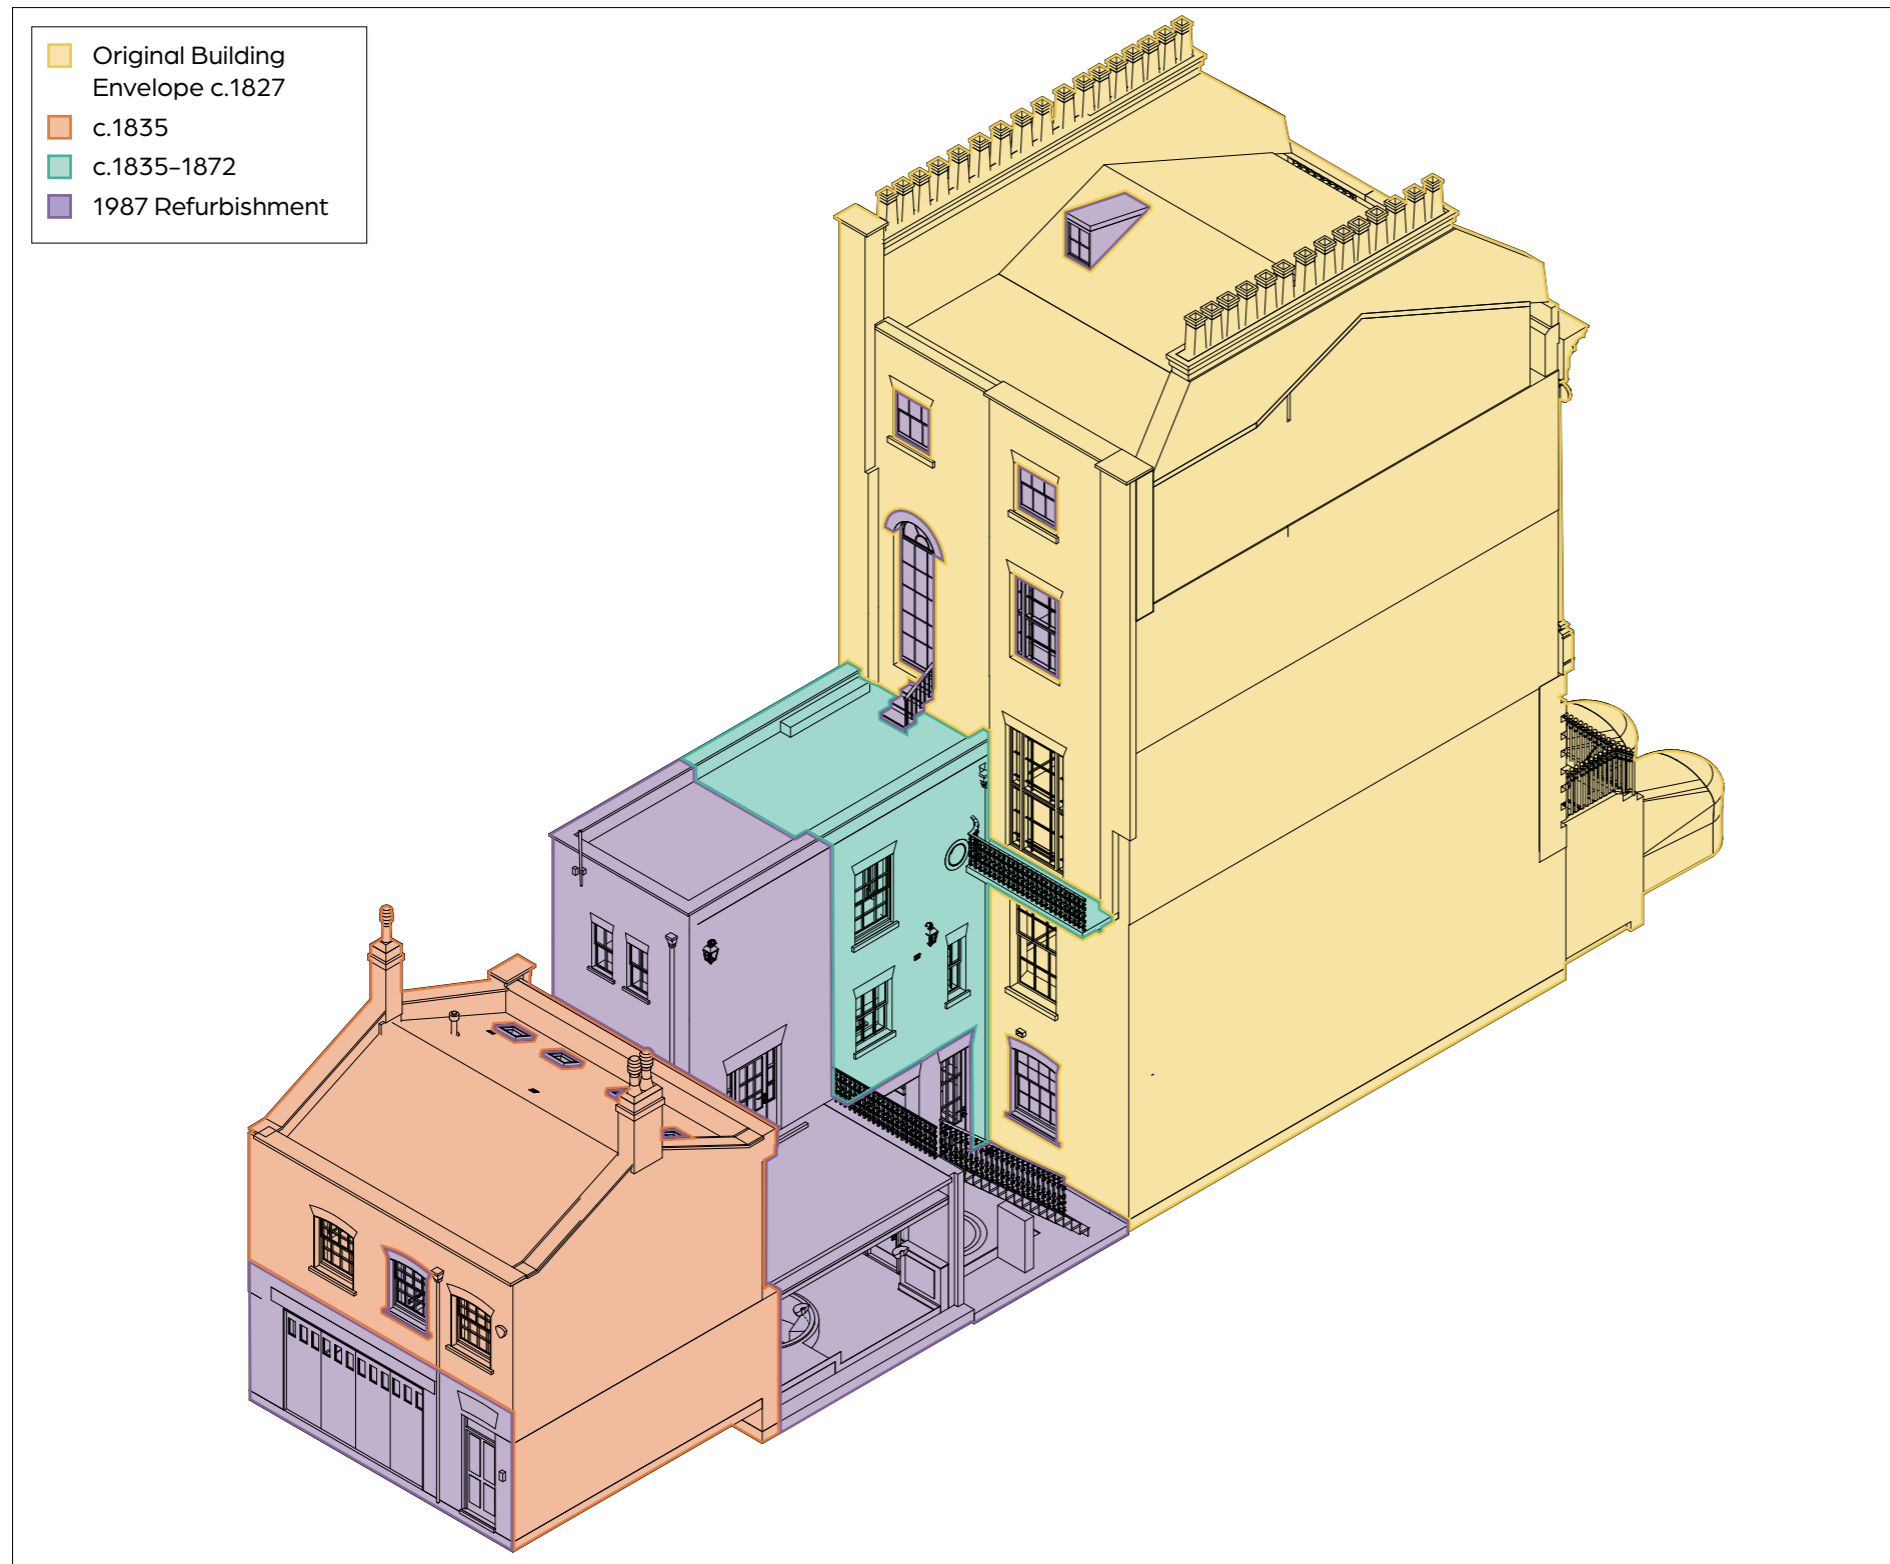 Original Building
Envelope c.1827
c.1835
c.1835–1872
1987 Refurbishment